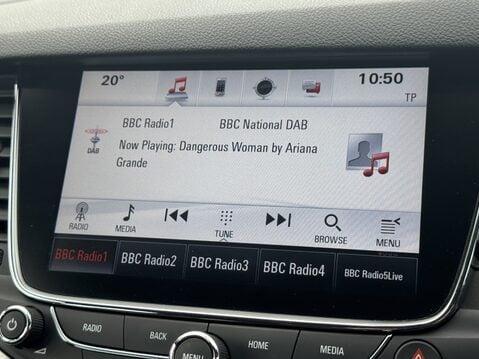 20°
10:50
TP
BBC Radio1 BBC National DAB
DAB
Now Playing: Dangerous Woman by Ariana
Grande
RADIO MEDIA TUNE BROWSE MENU
BBC Radio1 BBC Radio2 BBC Radio3 BBC Radio4 BBC Radio5Live
RADIO BACK HOME MEDIA
MENU